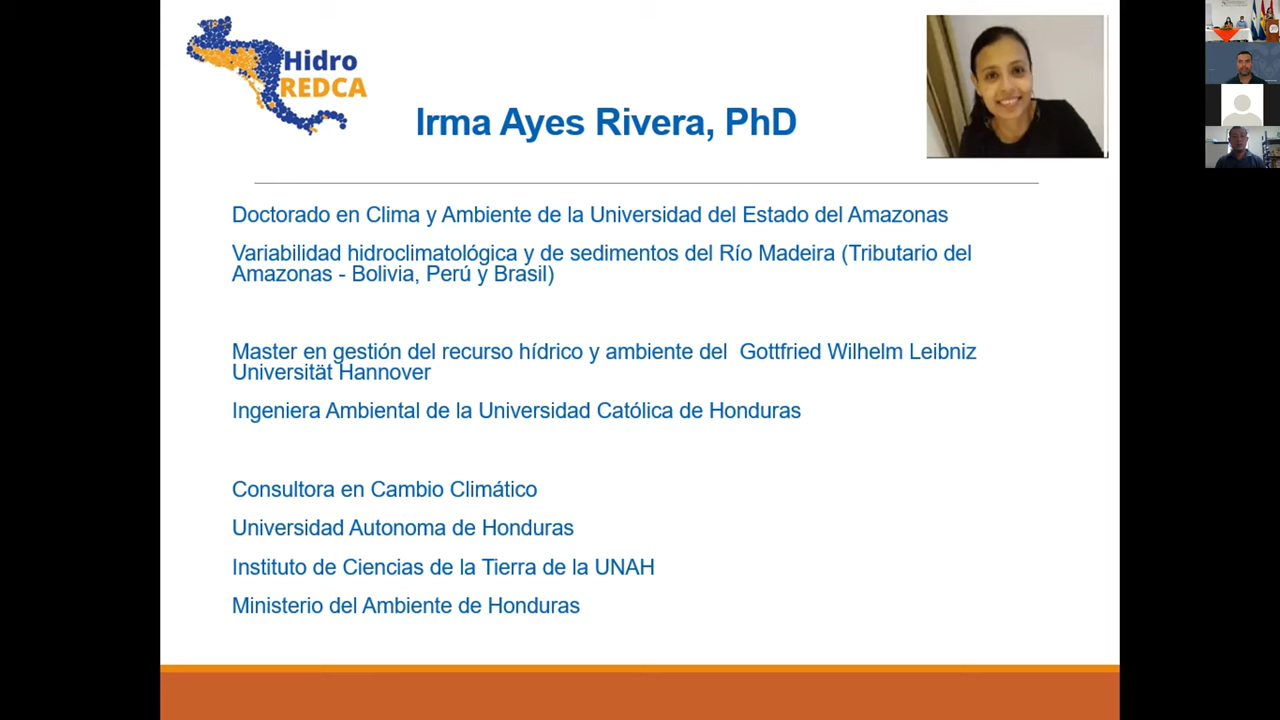 Hidro
REDCA
Irma Ayes Rivera, PhD
Doctorado en Clima y Ambiente de la Universidad del Estado del Amazonas
Variabilidad hidroclimatológica y de sedimentos del Río Madeira (Tributario del
Amazonas - Bolivia, Perú y Brasil)
Master en gestión del recurso hídrico y ambiente del Gottfried Wilhelm Leibniz
Universität Hannover
Ingeniera Ambiental de la Universidad Católica de Honduras
Consultora en Cambio Climático
Universidad Autonoma de Honduras
Instituto de Ciencias de la Tierra de la UNAH
Ministerio del Ambiente de Honduras